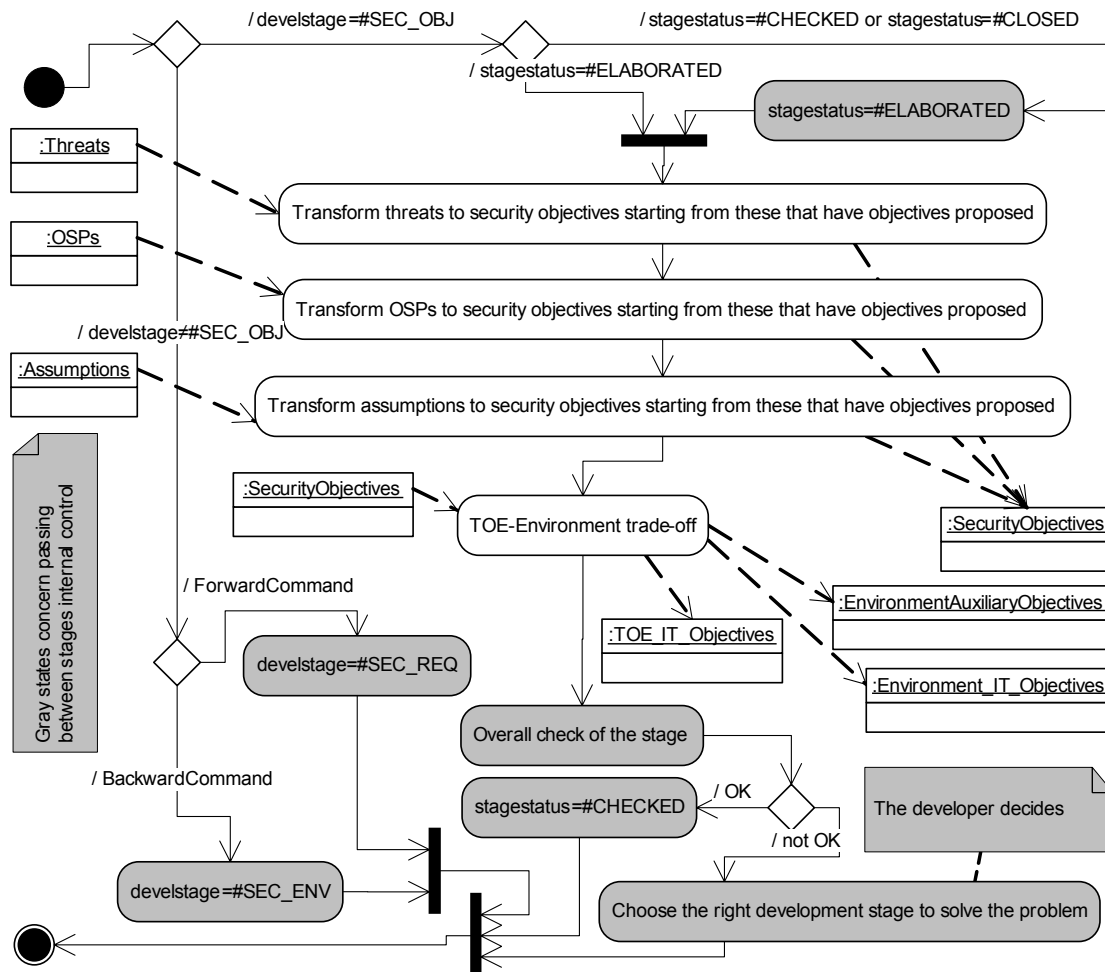 / develstage=#SEC_OBJ
/ stagestatus=#CHECKED or stagestatus=#CLOSED
/ stagestatus=#ELABORATED
stagestatus=#ELABORATED
:Threats
Transform threats to security objectives starting from these that have objectives proposed
:OSPs
Transform OSPs to security objectives starting from these that have objectives proposed
/ develstage≠#SEC_OBJ
:Assumptions
Transform assumptions to security objectives starting from these that have objectives proposed
Gray states concern passing
between stages internal control
:SecurityObjectives
TOE-Environment trade-off
:SecurityObjectives
:EnvironmentAuxiliaryObjectives
:TOE_IT_Objectives
:Environment_IT_Objectives
/ ForwardCommand
develstage=#SEC_REQ
Overall check of the stage
/ BackwardCommand
stagestatus=#CHECKED
/ OK
/ not OK
The developer decides
develstage=#SEC_ENV
Choose the right development stage to solve the problem